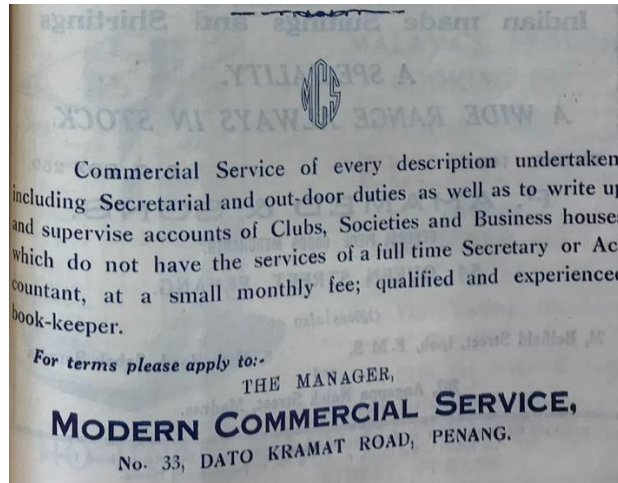 MCS
Commercial Service of every description undertaken
including Secretarial and out-door duties as well as to write up
and supervise accounts of Clubs, Societies and Business houses
which do not have the services of a full time Secretary or Ac-
countant, at a small monthly fee; qualified and experienced
book-keeper.
For terms please apply to:-
THE MANAGER,
MODERN COMMERCIAL SERVICE,
No. 33, DATO KRAMAT ROAD, PENANG.